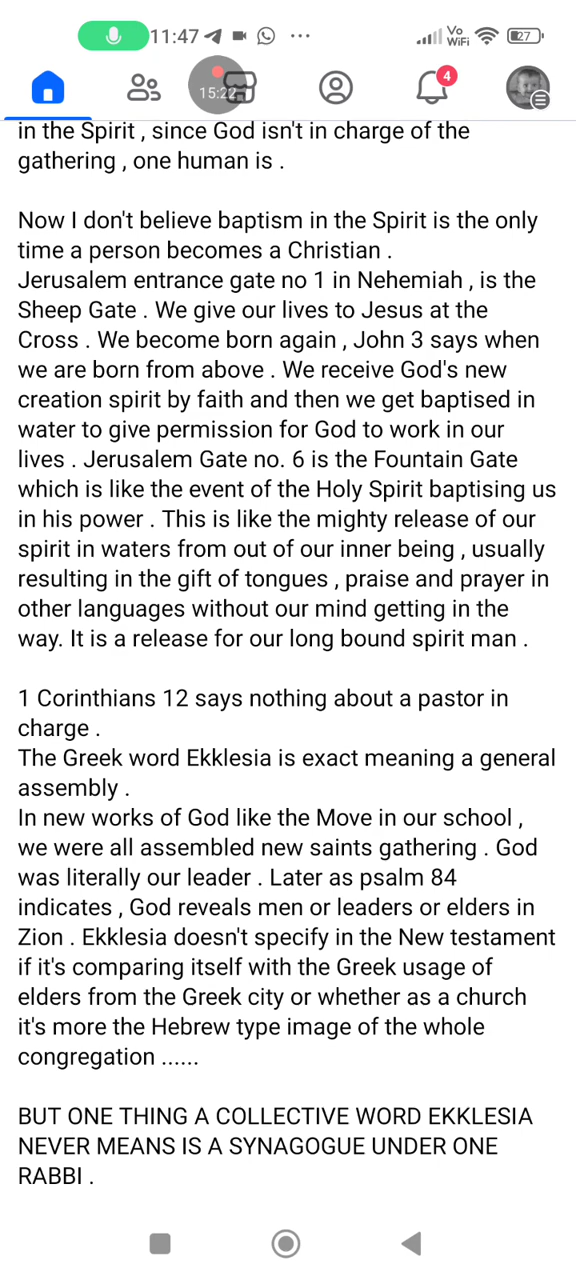 11:47
Vo
WiFi
27
15:22
4
in the Spirit , since God isn't in charge of the
gathering , one human is .
Now I don't believe baptism in the Spirit is the only
time a person becomes a Christian .
Jerusalem entrance gate no 1 in Nehemiah , is the
Sheep Gate . We give our lives to Jesus at the
Cross . We become born again , John 3 says when
we are born from above . We receive God's new
creation spirit by faith and then we get baptised in
water to give permission for God to work in our
lives . Jerusalem Gate no. 6 is the Fountain Gate
which is like the event of the Holy Spirit baptising us
in his power . This is like the mighty release of our
spirit in waters from out of our inner being , usually
resulting in the gift of tongues , praise and prayer in
other languages without our mind getting in the
way. It is a release for our long bound spirit man .
1 Corinthians 12 says nothing about a pastor in
charge .
The Greek word Ekklesia is exact meaning a general
assembly .
In new works of God like the Move in our school ,
we were all assembled new saints gathering . God
was literally our leader . Later as psalm 84
indicates , God reveals men or leaders or elders in
Zion . Ekklesia doesn't specify in the New testament
if it's comparing itself with the Greek usage of
elders from the Greek city or whether as a church
it's more the Hebrew type image of the whole
congregation ......
BUT ONE THING A COLLECTIVE WORD EKKLESIA
NEVER MEANS IS A SYNAGOGUE UNDER ONE
RABBI .